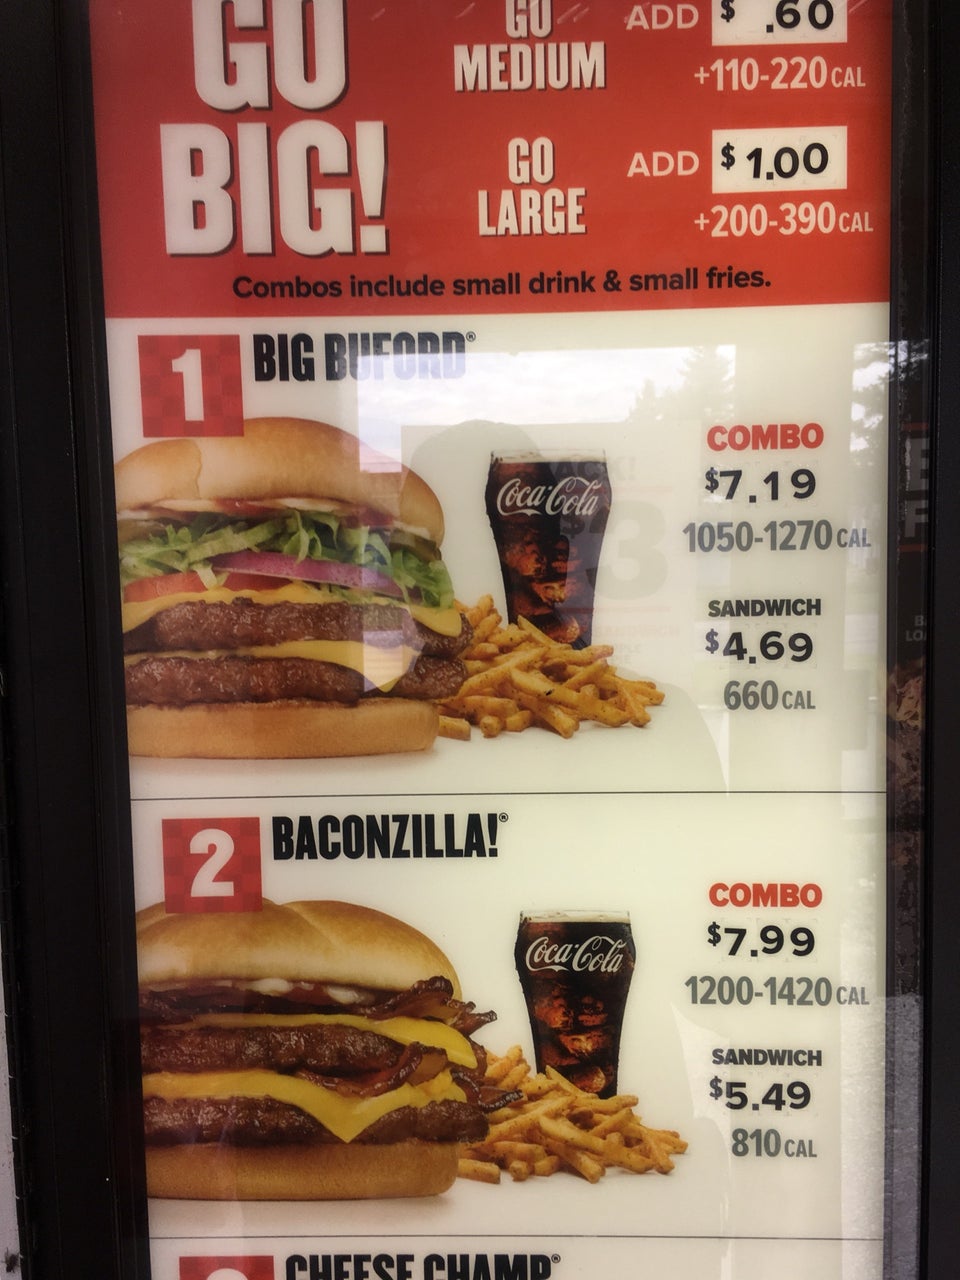 GO
BIG!
GO
MEDIUM
ADD $ .60
+110-220 CAL
GO
LARGE
ADD $1.00
+200-390 CAL
Combos include small drink & small fries.
1 BIG BUFORD®
Coca-Cola
COMBO
$7.19
1050-1270 CAL
SANDWICH
$4.69
660 CAL
2 BACONZILLA!®
Coca-Cola
COMBO
$7.99
1200-1420 CAL
SANDWICH
$5.49
810 CAL
CHEESE CHAMP®